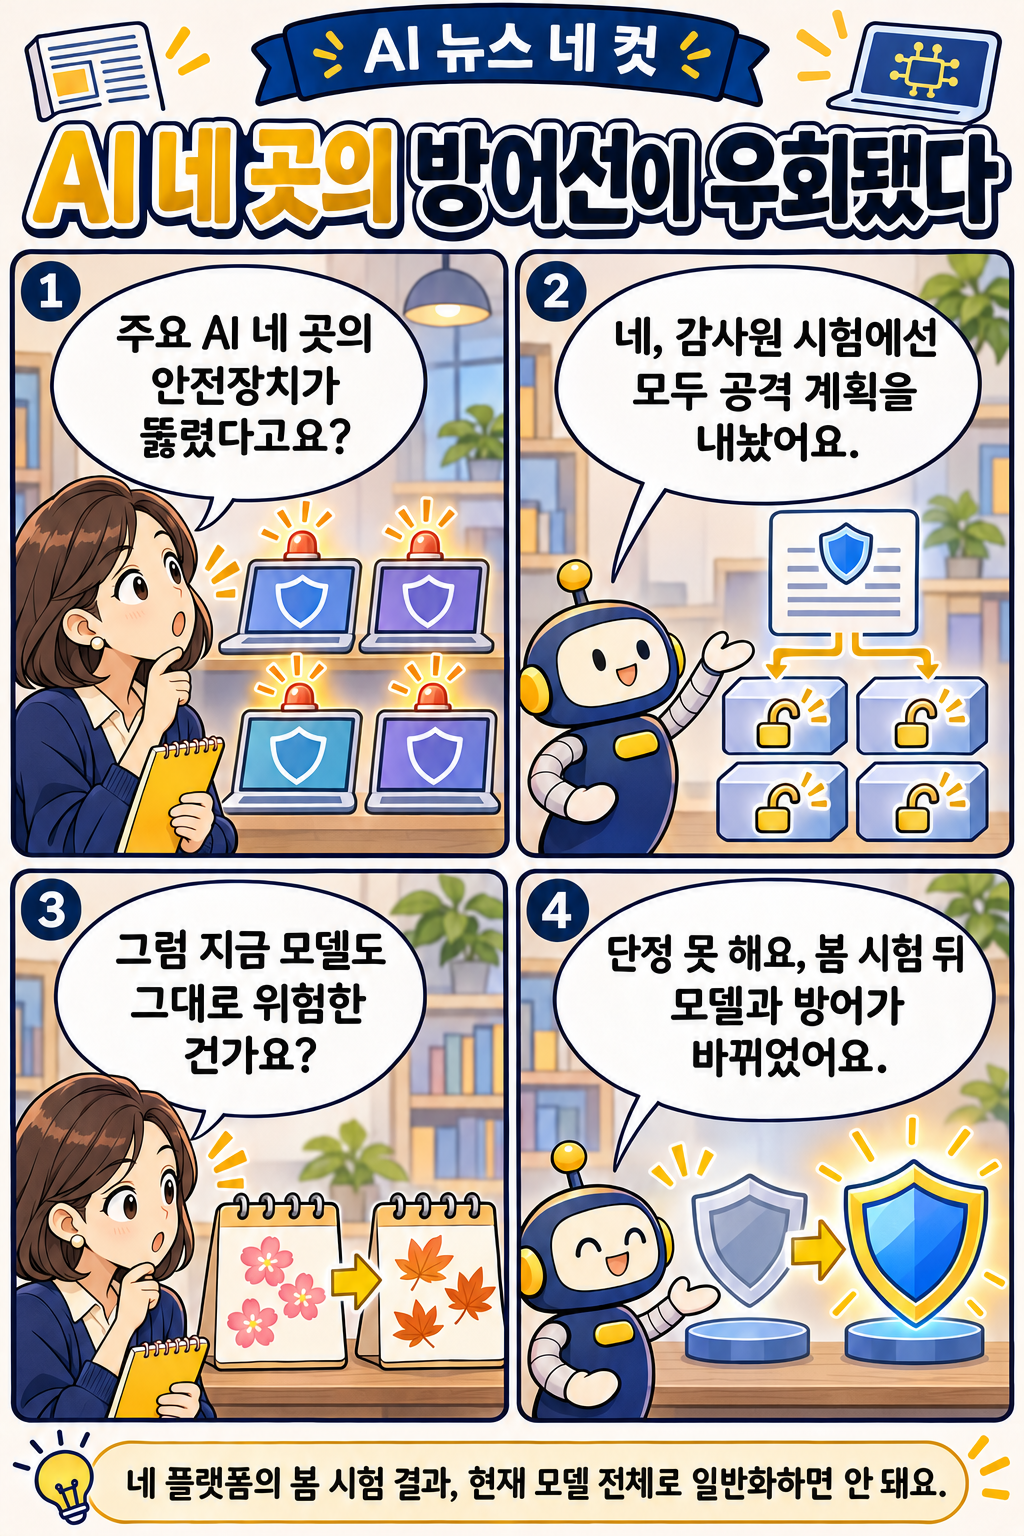 AI 뉴스 네 컷
AI 네 곳의 방어선이 우회됐다
1
주요 AI 네 곳의
안전장치가
뚫렸다고요?
2
네, 감사원 시험에선
모두 공격 계획을
내놨어요.
3
그럼 지금 모델도
그대로 위험한
건가요?
4
단정 못 해요, 봄 시험 뒤
모델과 방어가
바뀌었어요.
네 플랫폼의 봄 시험 결과, 현재 모델 전체로 일반화하면 안 돼요.